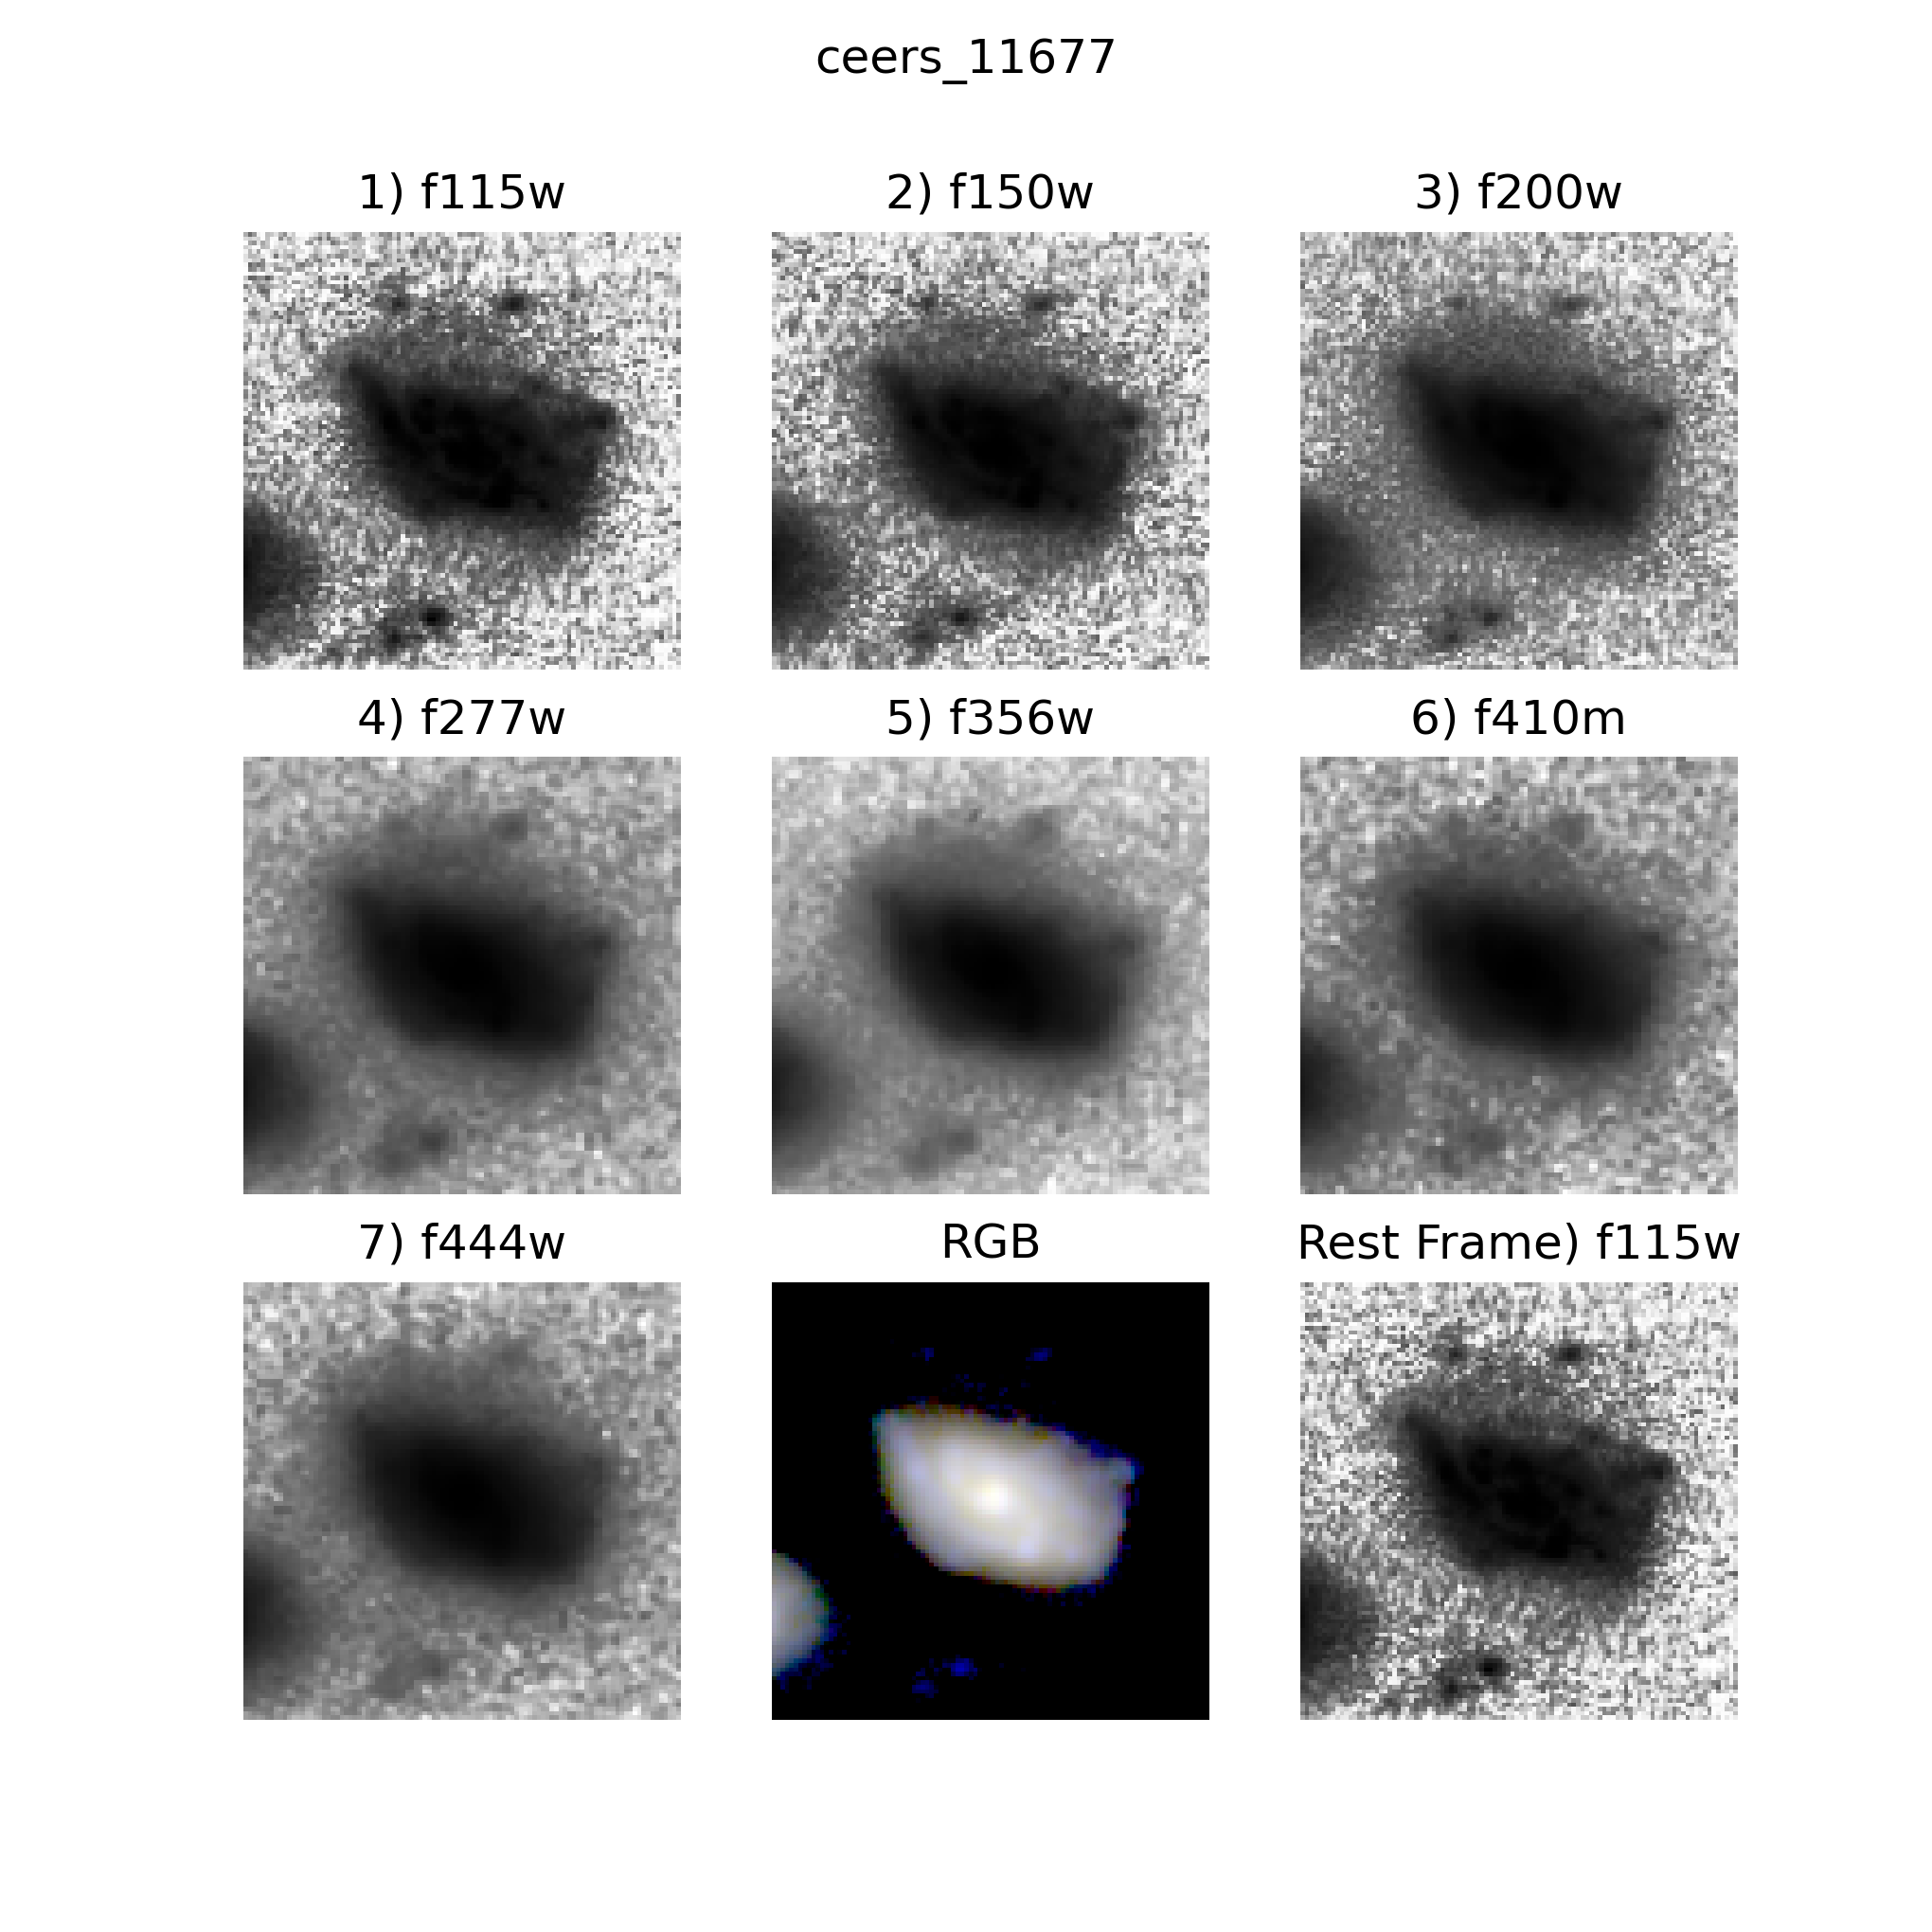 ceers_11677
1) f115w
2) f150w
3) f200w
4) f277w
5) f356w
6) f410m
7) f444w
RGB
Rest Frame) f115w